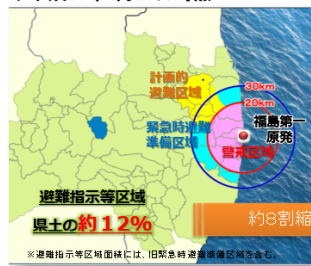 計画的
避難区域
30km
20km
福島第一
原発
緊急時避難
準備区域
警戒区域
避難指示等区域
県土の約12%
約8割縮
※避難指示等区域面積には、旧緊急時避難準備区域を含む。